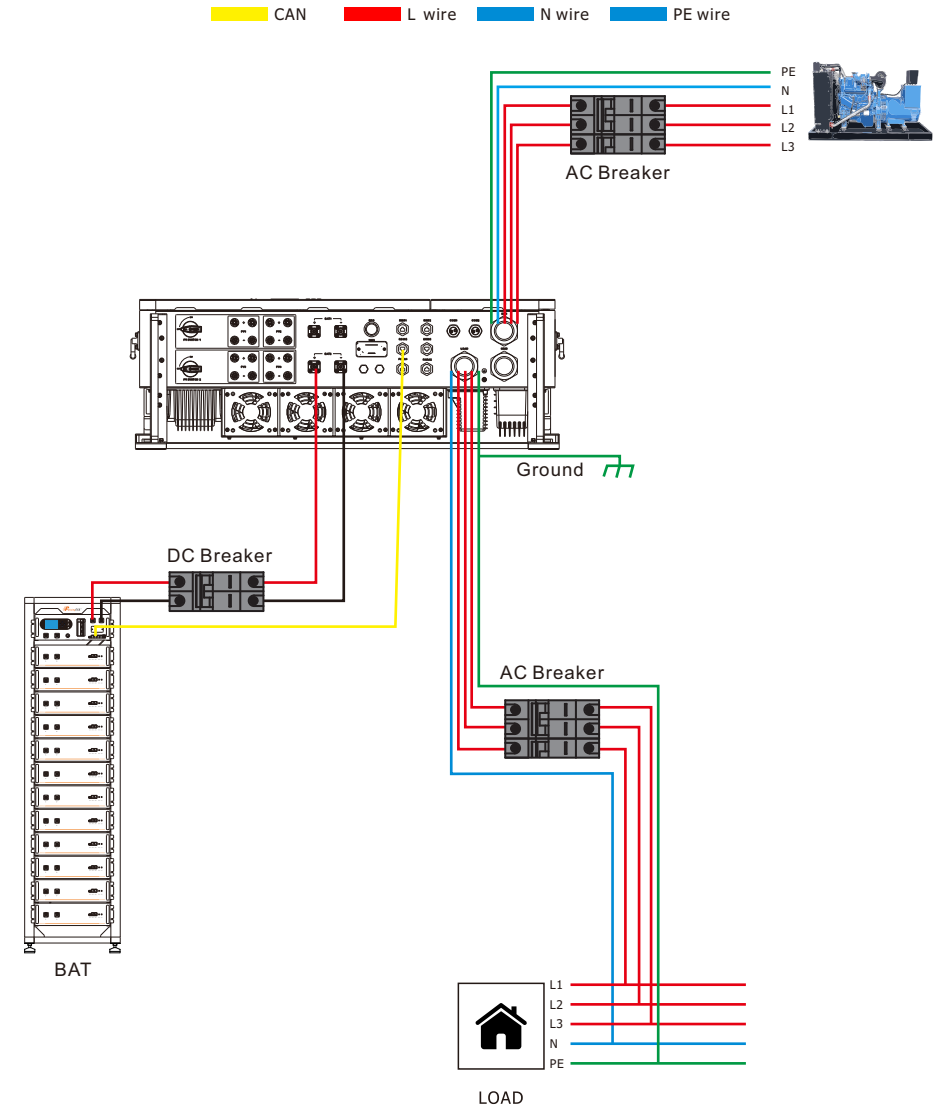 CAN
L wire
N wire
PE wire
PE
N
L1
L2
L3
AC Breaker
Ground
DC Breaker
AC Breaker
BAT
L1
L2
L3
N
PE
LOAD